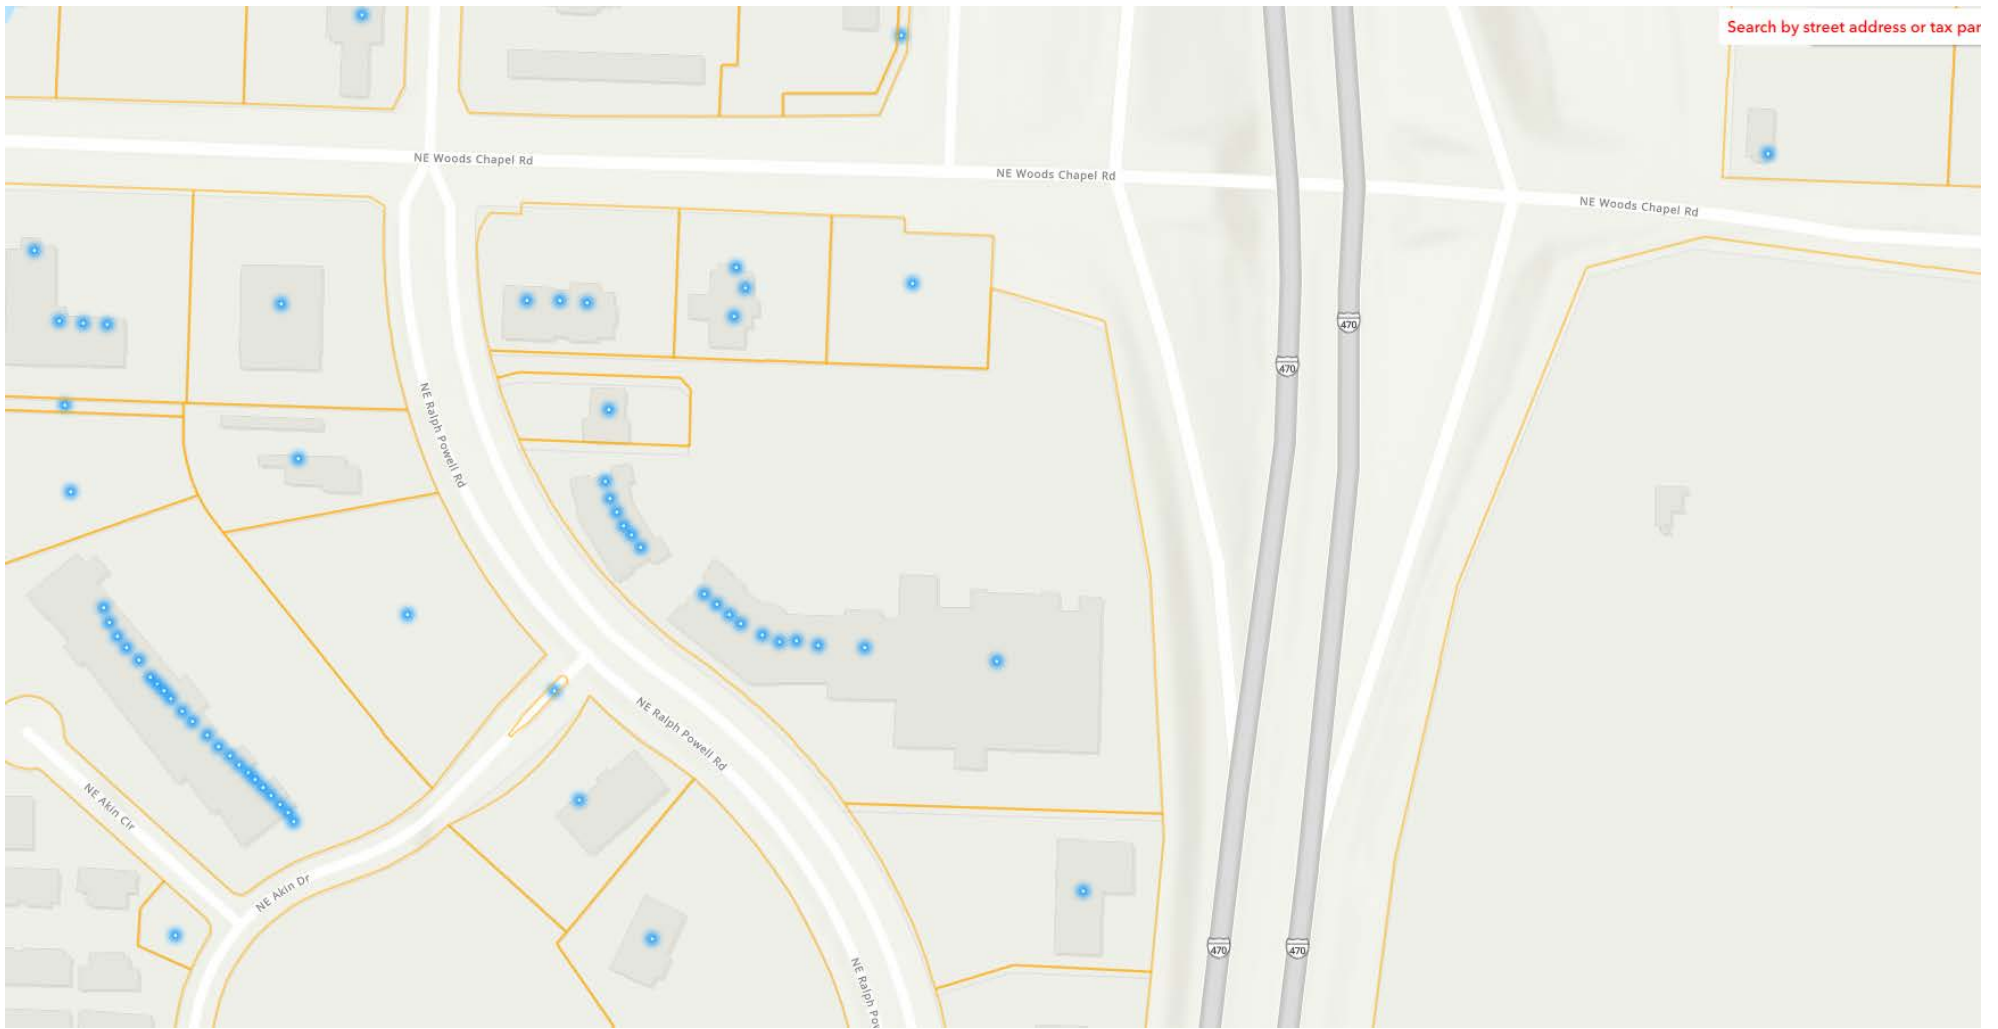 Search by street address or tax par
NE Woods Chapel Rd
NE Woods Chapel Rd
NE Woods Chapel Rd
470
470
NE Ralph Powell Rd
NE Ralph Powell Rd
NE Akin Cir
NE Akin Dr
470
470
NE Ralph Pow